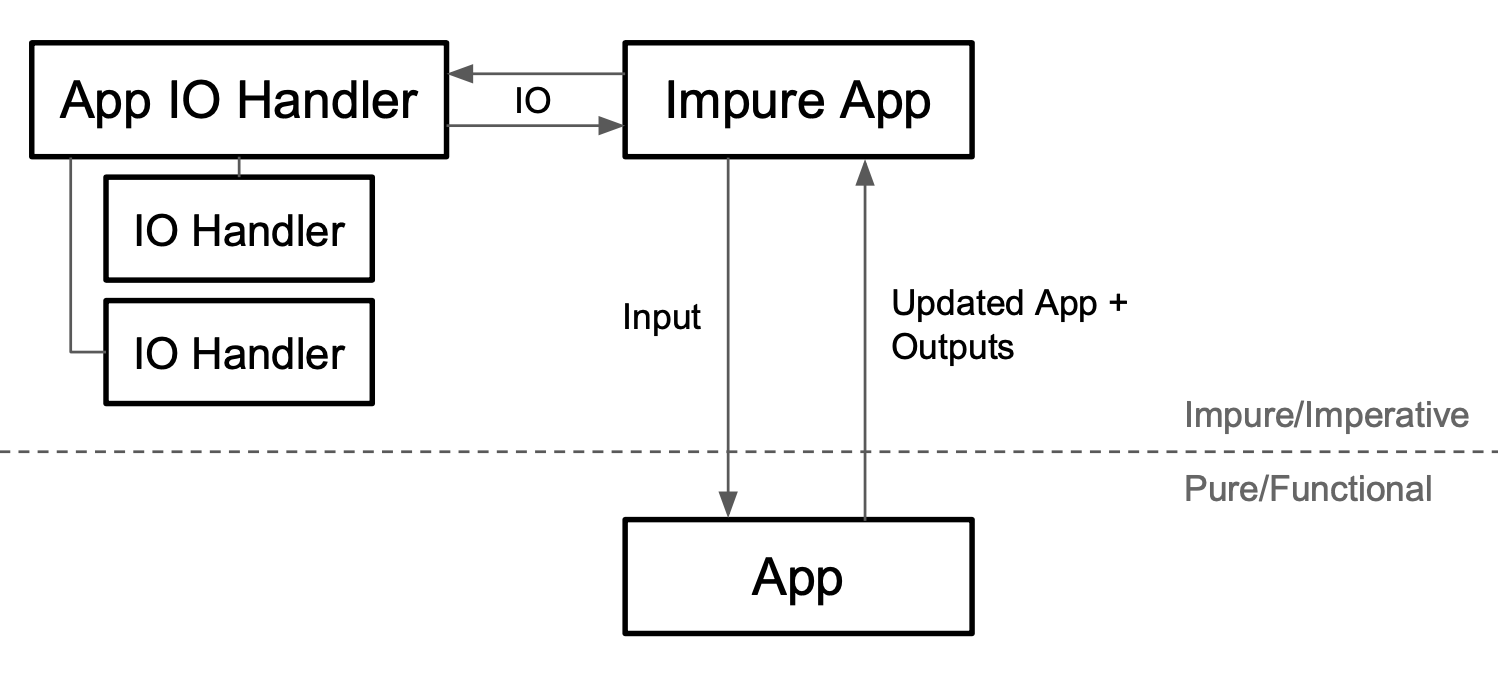 App IO Handler
IO
Impure App
IO Handler
IO Handler
Input
Updated App +
Outputs
Impure/Imperative
Pure/Functional
App